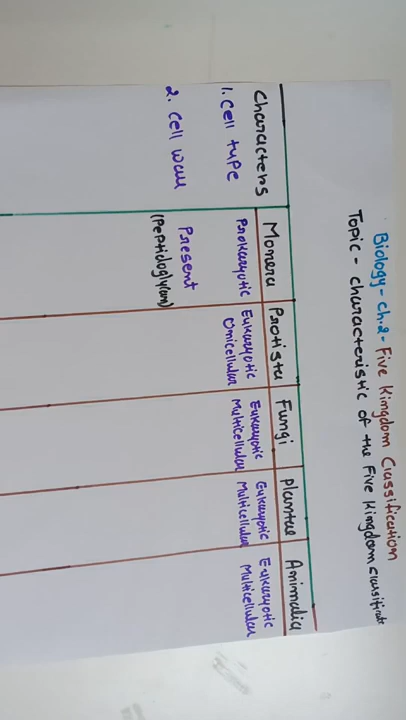 Biology - ch.2 - Five Kingdom Classification
Topic - characteristic of the Five Kingdom
Characters Monera Protista Fungi Plantae Animalia
1. Cell type Prokaryotic Eukaryotic Eukaryotic Eukaryotic Eukaryotic
Unicellular Multicellular Multicellular Multicellular
2. Cell wall Present
(Peptidoglycan)